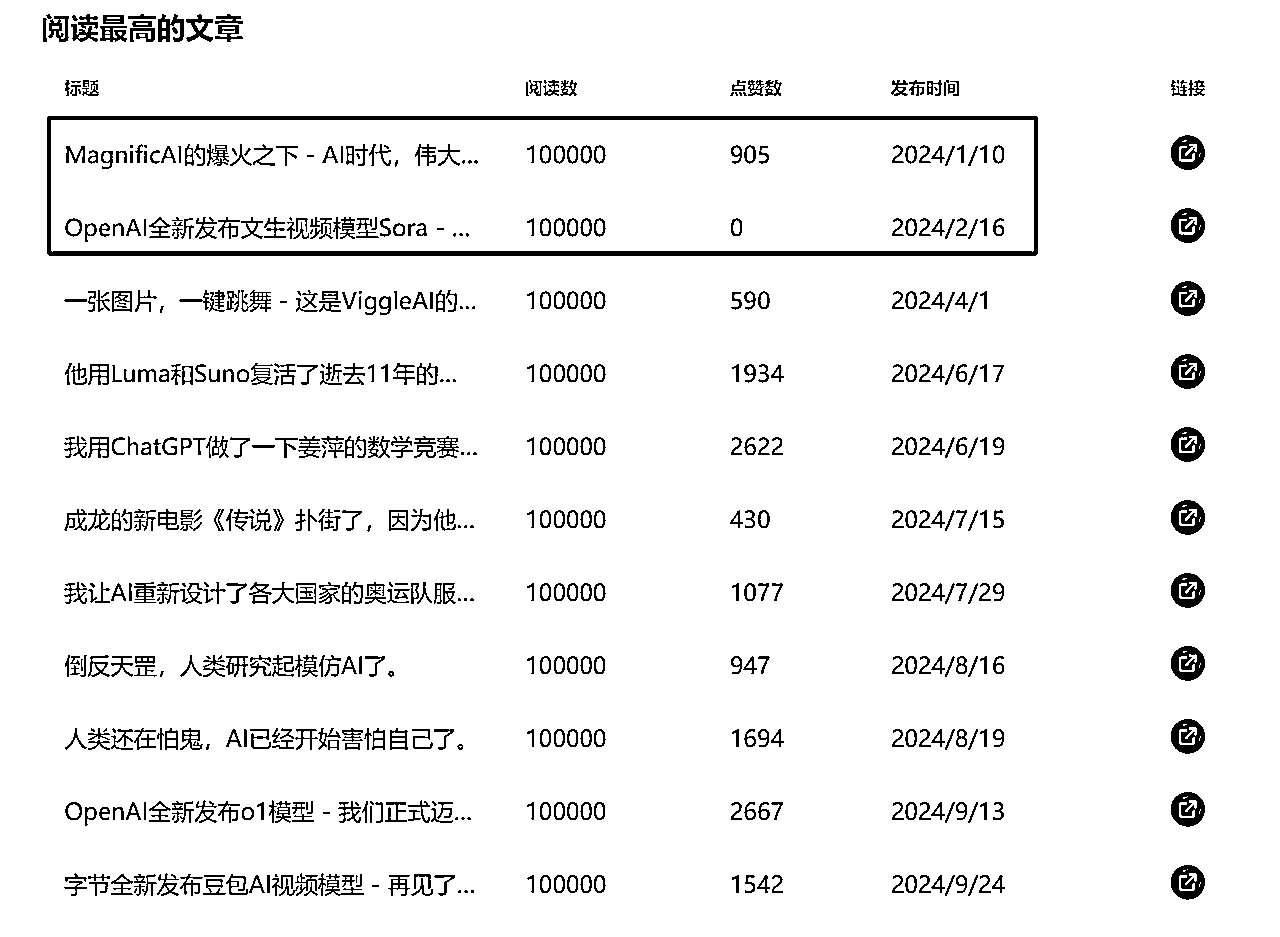 阅读最高的文章
标题 阅读数 点赞数 发布时间 链接
MagnificAI的爆火之下 - AI时代，伟大... 100000 905 2024/1/10
OpenAI全新发布文生视频模型Sora - ... 100000 0 2024/2/16
一张图片，一键跳舞 - 这是ViggleAI的... 100000 590 2024/4/1
他用Luma和Suno复活了逝去11年的... 100000 1934 2024/6/17
我用ChatGPT做了一下姜萍的数学竞赛... 100000 2622 2024/6/19
成龙的新电影《传说》扑街了，因为他... 100000 430 2024/7/15
我让AI重新设计了各大国家的奥运队服... 100000 1077 2024/7/29
倒反天罡，人类研究起模仿AI了。 100000 947 2024/8/16
人类还在怕鬼，AI已经开始害怕自己了。 100000 1694 2024/8/19
OpenAI全新发布o1模型 - 我们正式迈... 100000 2667 2024/9/13
字节全新发布豆包AI视频模型 - 再见了... 100000 1542 2024/9/24